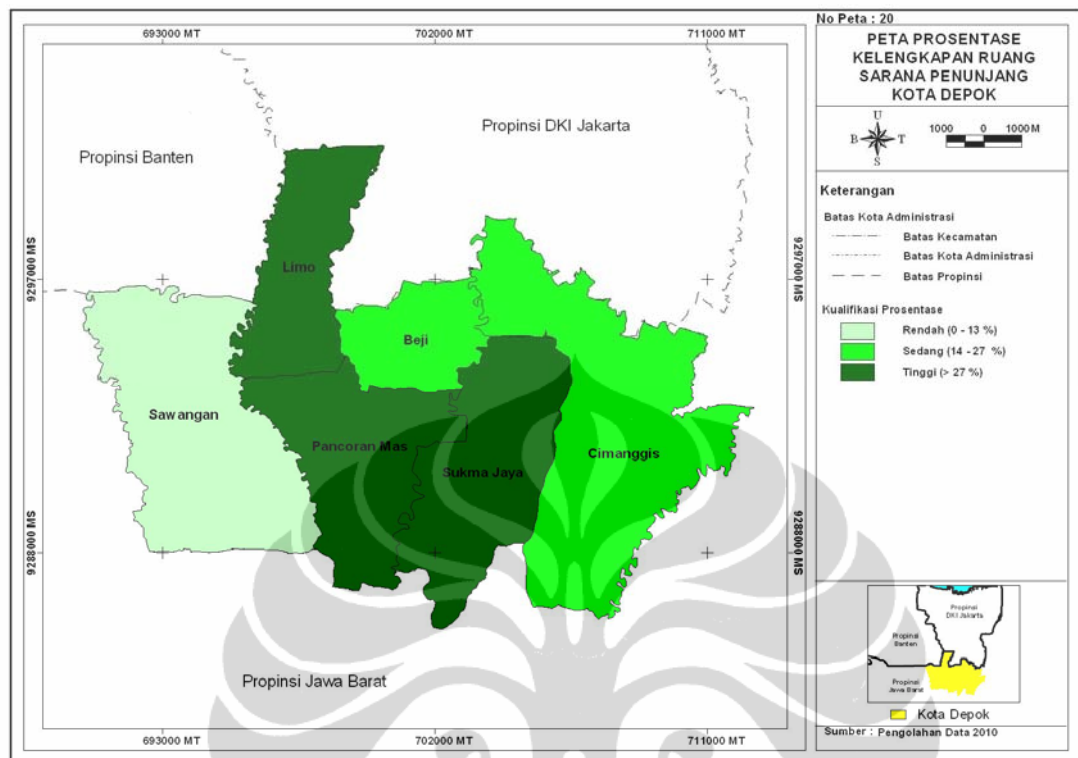 No Peta : 20
693000 MT
702000 MT
711000 MT
PETA PROSENTASE
KELENGKAPAN RUANG
SARANA PENUNJANG
KOTA DEPOK
U
B
T
S
1000 0 1000M
Propinsi DKI Jakarta
Propinsi Banten
Keterangan
Batas Kota Administrasi
Batas Kecamatan
Batas Kota Administrasi
Batas Propinsi
9297000 MS
9297000 MS
Limo
Kualifikasi Prosentase
Rendah (0 - 13 %)
Sedang (14 - 27 %)
Tinggi (> 27 %)
Beji
Sawangan
Pancoran Mas
Sukma Jaya
Cimanggis
9288000 MS
9288000 MS
Propinsi Jawa Barat
Propinsi
DKI Jakarta
Propinsi
Banten
Propinsi
Jawa Barat
Kota Depok
693000 MT
702000 MT
711000 MT
Sumber : Pengolahan Data 2010